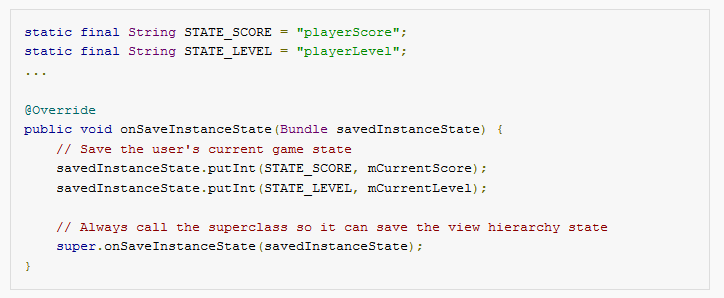 static final String STATE_SCORE = "playerScore";
static final String STATE_LEVEL = "playerLevel";
...
@Override
public void onSaveInstanceState(Bundle savedInstanceState) {
// Save the user's current game state
savedInstanceState.putInt(STATE_SCORE, mCurrentScore);
savedInstanceState.putInt(STATE_LEVEL, mCurrentLevel);
// Always call the superclass so it can save the view hierarchy state
super.onSaveInstanceState(savedInstanceState);
}